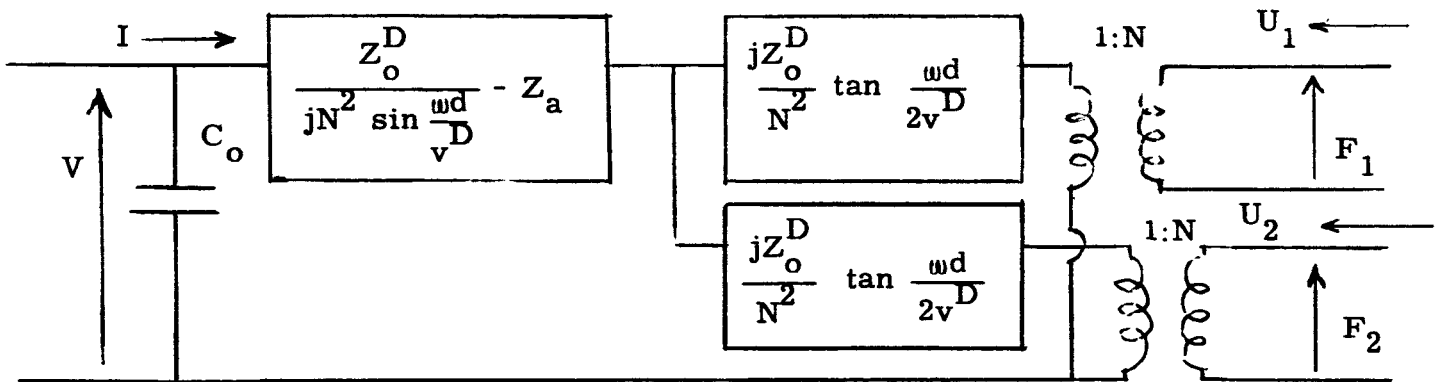 I
V
C_o
Z_o^D / (jN^2 sin ωd/v^D) - Z_a
jZ_o^D / N^2 tan ωd / 2v^D
1:N
U_1
F_1
jZ_o^D / N^2 tan ωd / 2v^D
1:N
U_2
F_2